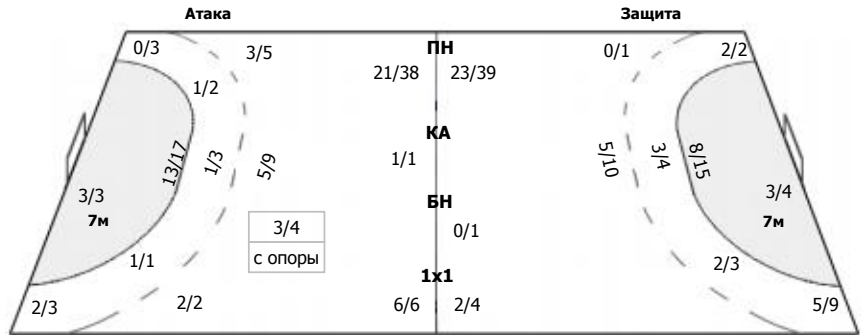 Атака Защита
0/3 3/5 ПН 0/1 2/2
21/38 23/39
1/2
КА
13/17 1/3 5/9 1/1 5/10 3/4 8/15
3/3 БН 3/4
7м 3/4 0/1 7м
с опоры
1/1 2/3
1x1
2/3 2/2 6/6 2/4 5/9